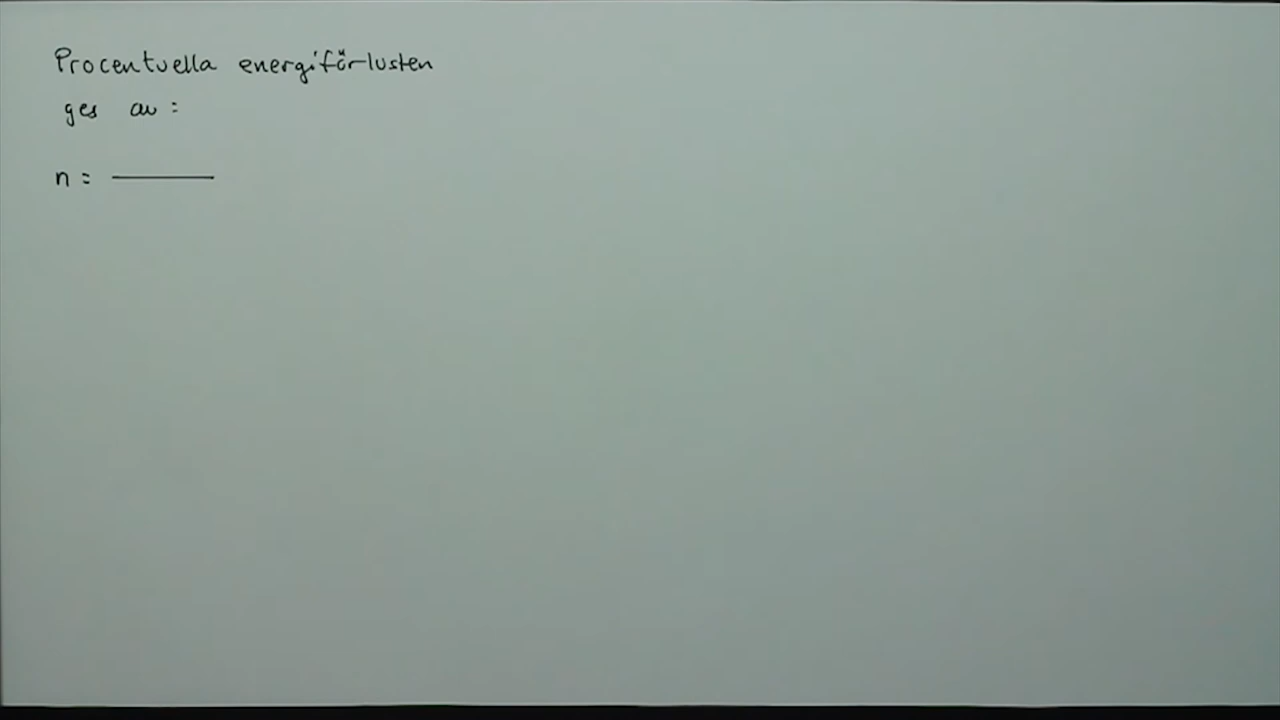 Procentuella energiförlusten
ges av :
n =